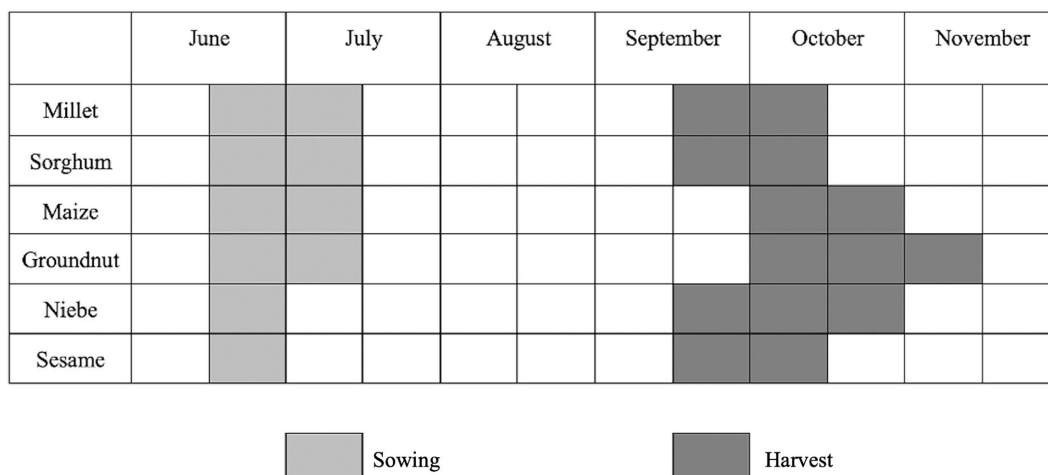 June July August September October November
Millet
Sorghum
Maize
Groundnut
Niebe
Sesame
Sowing Harvest